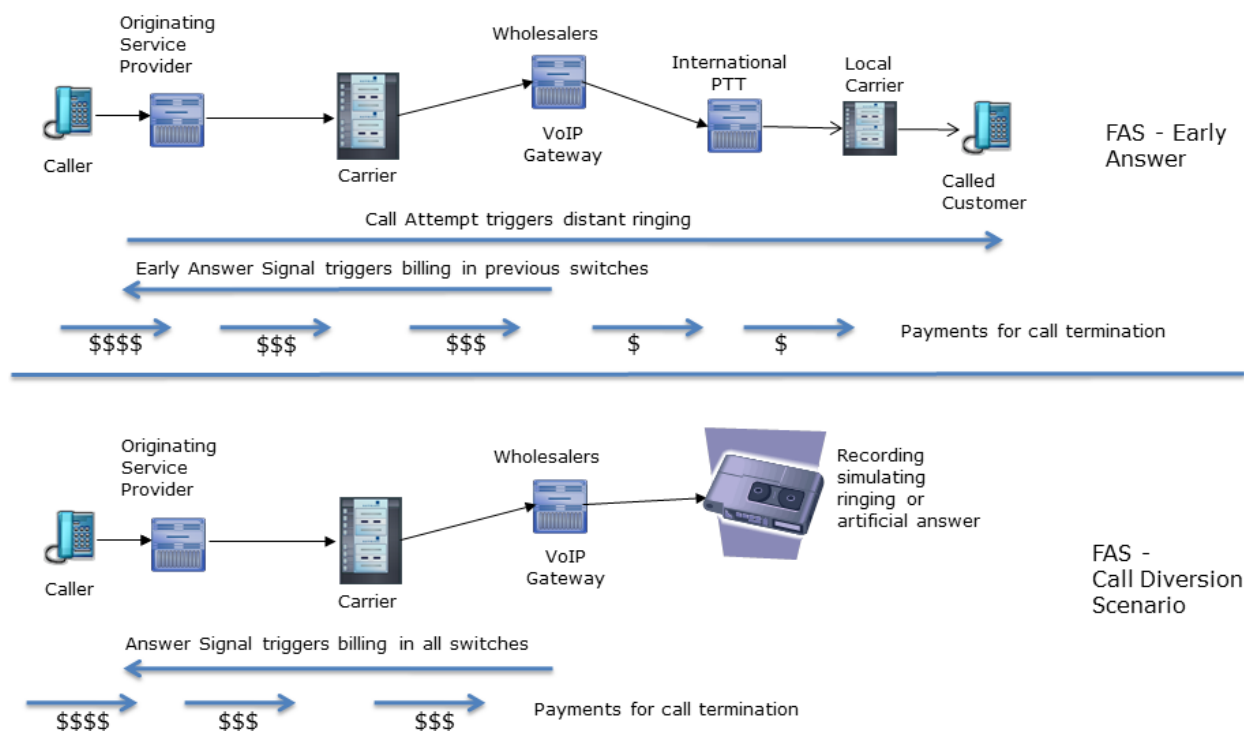 Originating
Service
Provider
Wholesalers
International
PTT
Local
Carrier
VoIP
Gateway
Caller
Carrier
Called
Customer
FAS - Early
Answer
Call Attempt triggers distant ringing
Early Answer Signal triggers billing in previous switches
$$$$
$$$
$$$
$
$
Payments for call termination
Originating
Service
Provider
Wholesalers
Recording
simulating
ringing or
artificial answer
VoIP
Gateway
Caller
Carrier
FAS -
Call Diversion
Scenario
Answer Signal triggers billing in all switches
$$$$
$$$
$$$
Payments for call termination